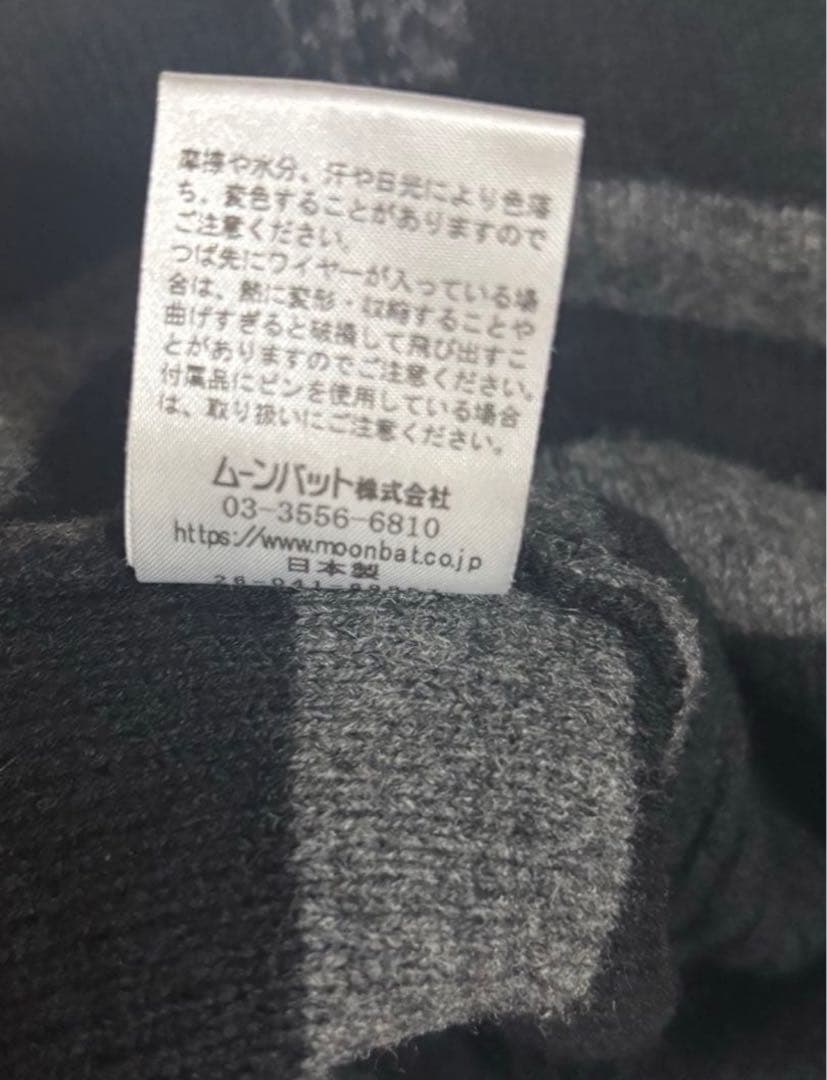 摩擦や水分、汗や日光により色落
ち、変色することがありますので
ご注意ください。
つば先にワイヤーが入っている場
合は、熱に変形・収縮することや
曲げすぎると破損して飛び出すこ
とがありますのでご注意ください。
付属品にピンを使用している場合
は、取り扱いにご注意ください。
ムーンバット株式会社
03-3556-6810
https://www.moonbat.co.jp
日本製